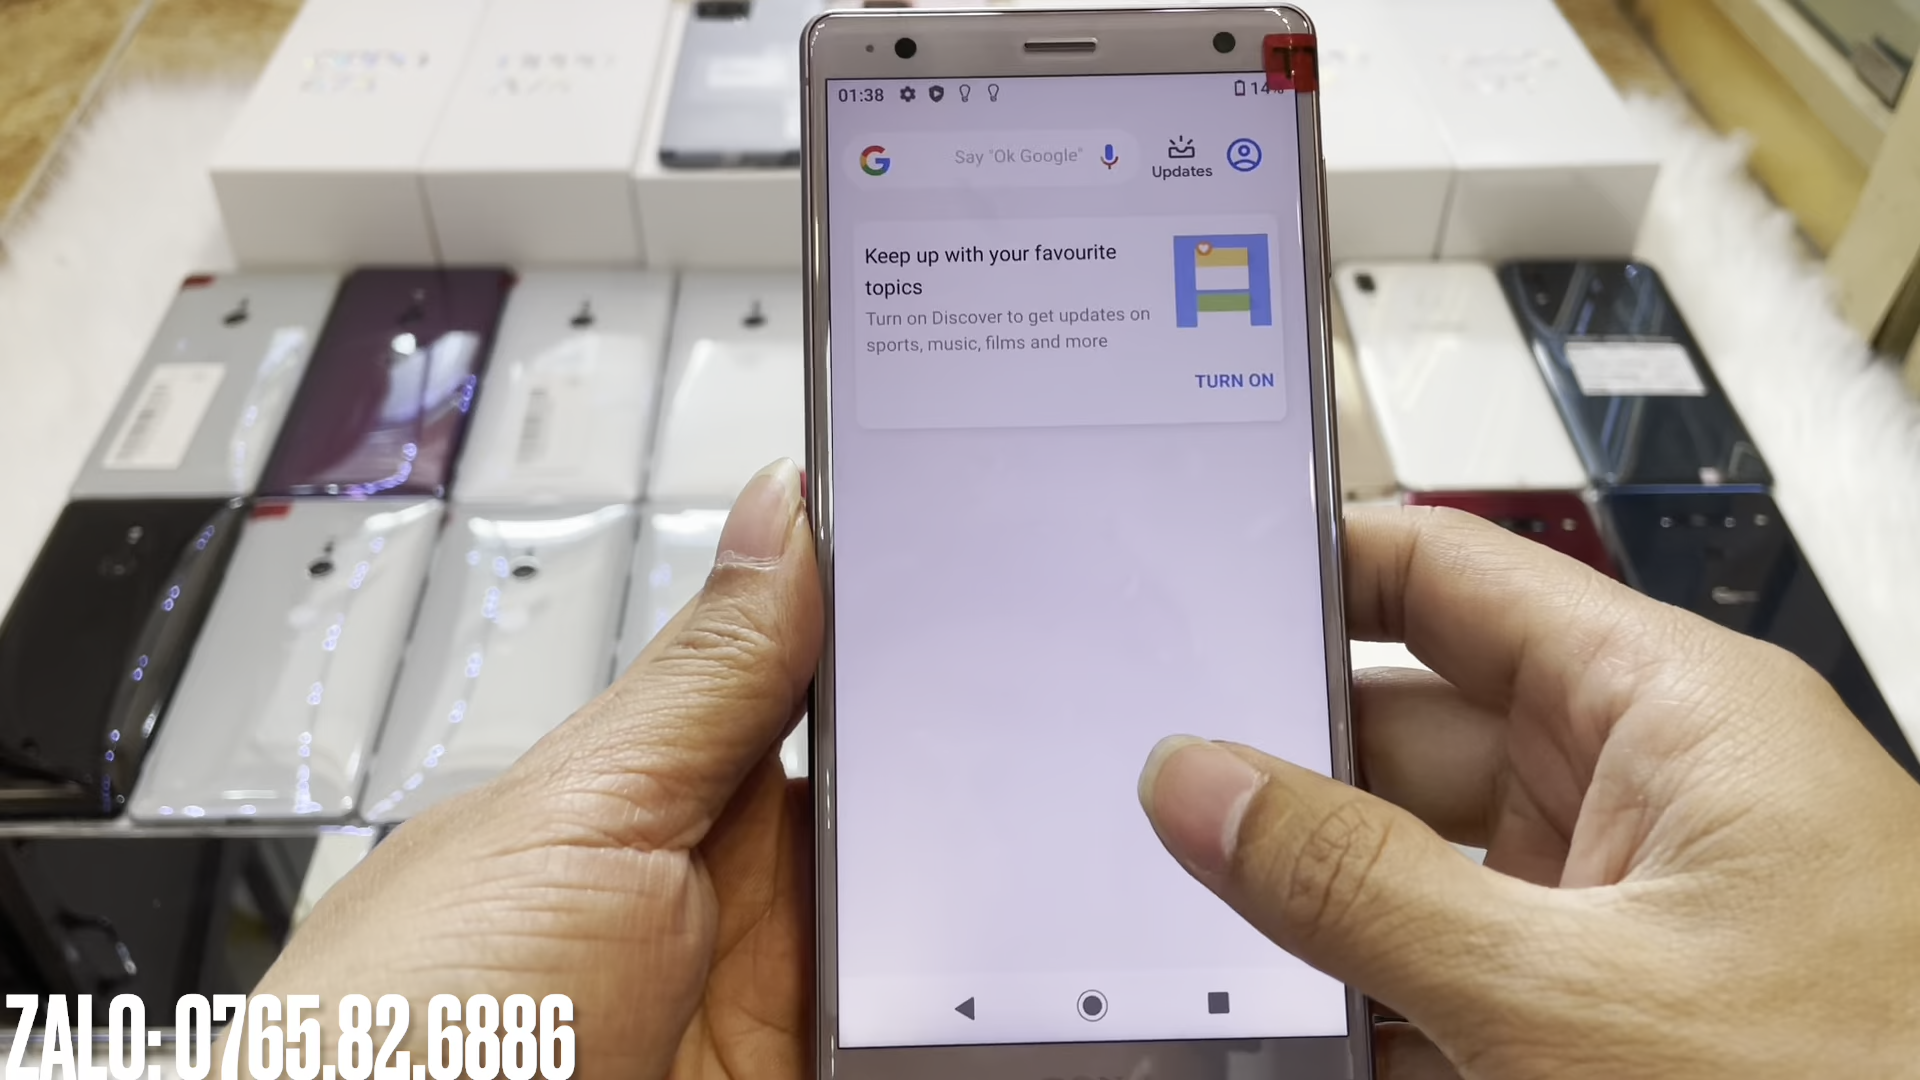 01:38
14%
G
Say "Ok Google"
Updates
Keep up with your favourite
topics
Turn on Discover to get updates on
sports, music, films and more
TURN ON
ZALO: 0765.82.6886